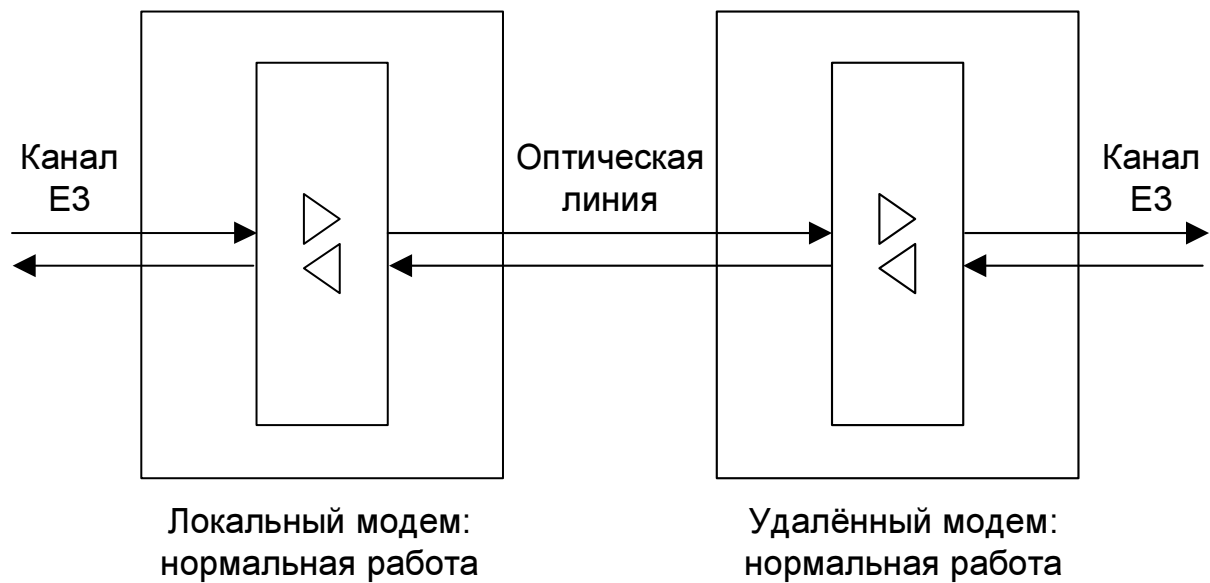 Канал
E3
Оптическая
линия
Канал
E3
Локальный модем:
нормальная работа
Удалённый модем:
нормальная работа